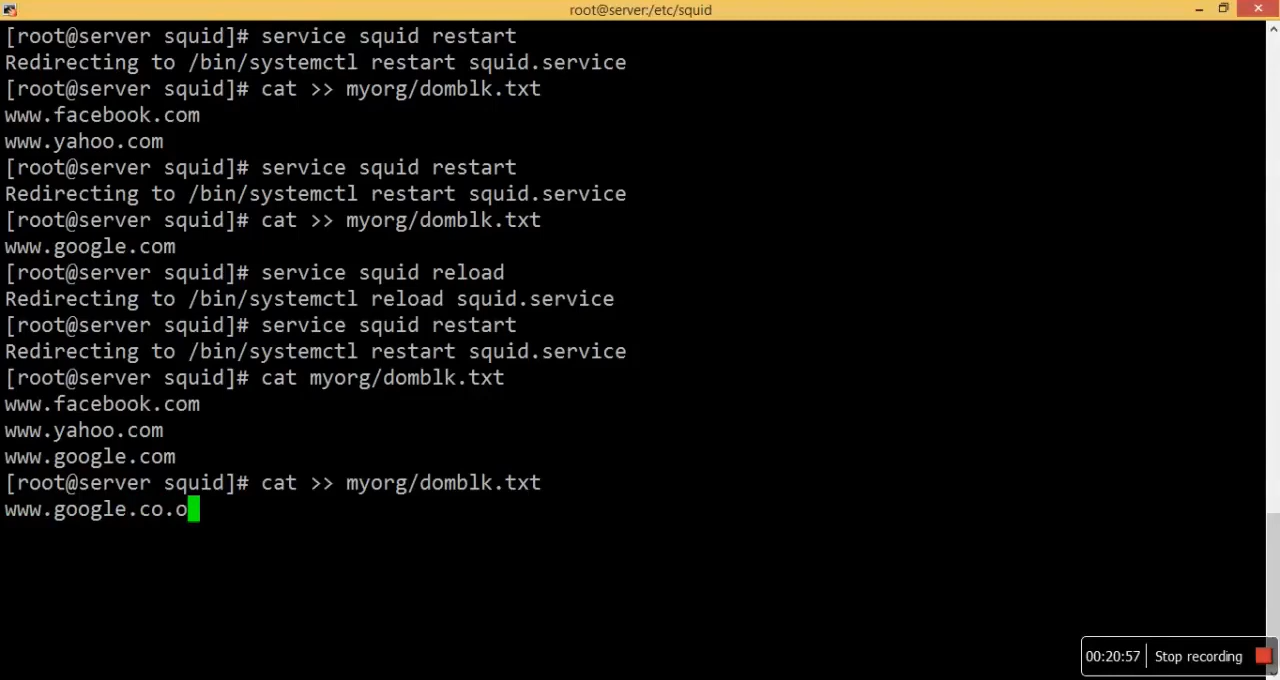 root@server:/etc/squid
[root@server squid]# service squid restart
Redirecting to /bin/systemctl restart squid.service
[root@server squid]# cat >> myorg/domblk.txt
www.facebook.com
www.yahoo.com
[root@server squid]# service squid restart
Redirecting to /bin/systemctl restart squid.service
[root@server squid]# cat >> myorg/domblk.txt
www.google.com
[root@server squid]# service squid reload
Redirecting to /bin/systemctl reload squid.service
[root@server squid]# service squid restart
Redirecting to /bin/systemctl restart squid.service
[root@server squid]# cat myorg/domblk.txt
www.facebook.com
www.yahoo.com
www.google.com
[root@server squid]# cat >> myorg/domblk.txt
www.google.co.o
00:20:57 Stop recording